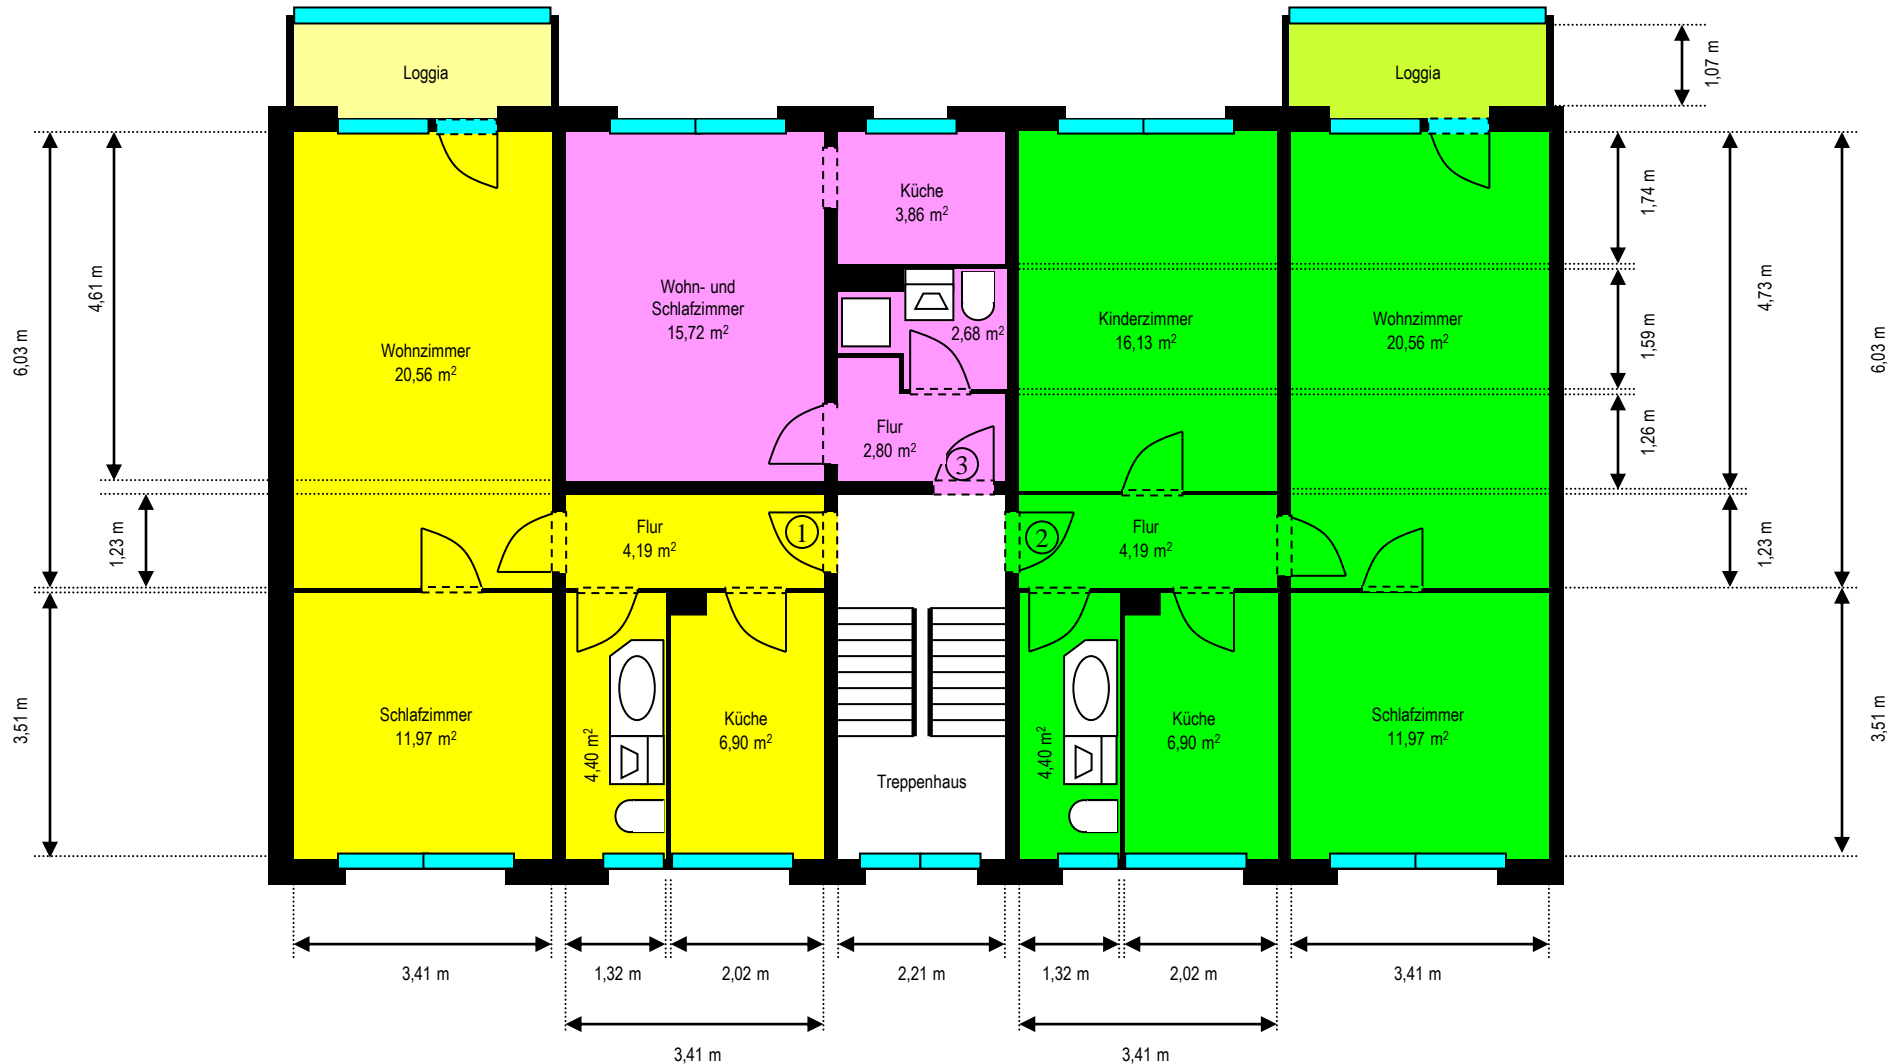 Loggia
Loggia
1,07 m
Küche
3,86 m²
1,74 m
4,61 m
6,03 m
Wohn- und
Schlafzimmer
15,72 m²
Wohnzimmer
20,56 m²
2,68 m²
Kinderzimmer
16,13 m²
Wohnzimmer
20,56 m²
1,59 m
4,73 m
6,03 m
Flur
2,80 m²
3
1,26 m
1,23 m
Flur
4,19 m²
1
2
Flur
4,19 m²
1,23 m
3,51 m
Schlafzimmer
11,97 m²
4,40 m²
Küche
6,90 m²
Treppenhaus
4,40 m²
Küche
6,90 m²
Schlafzimmer
11,97 m²
3,51 m
3,41 m
1,32 m
2,02 m
2,21 m
1,32 m
2,02 m
3,41 m
3,41 m
3,41 m